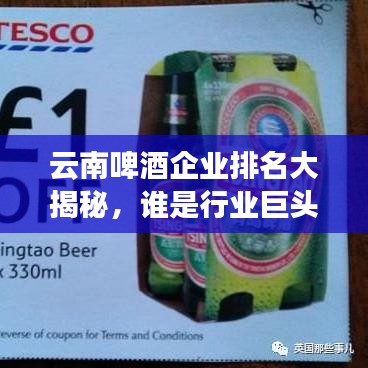 TESCO
£1
OFF
云南啤酒企业排名大
揭秘，谁是行业巨头
ingtao Beer
x 330ml
everse of coupon for Terms and Conditions
英国那些事儿